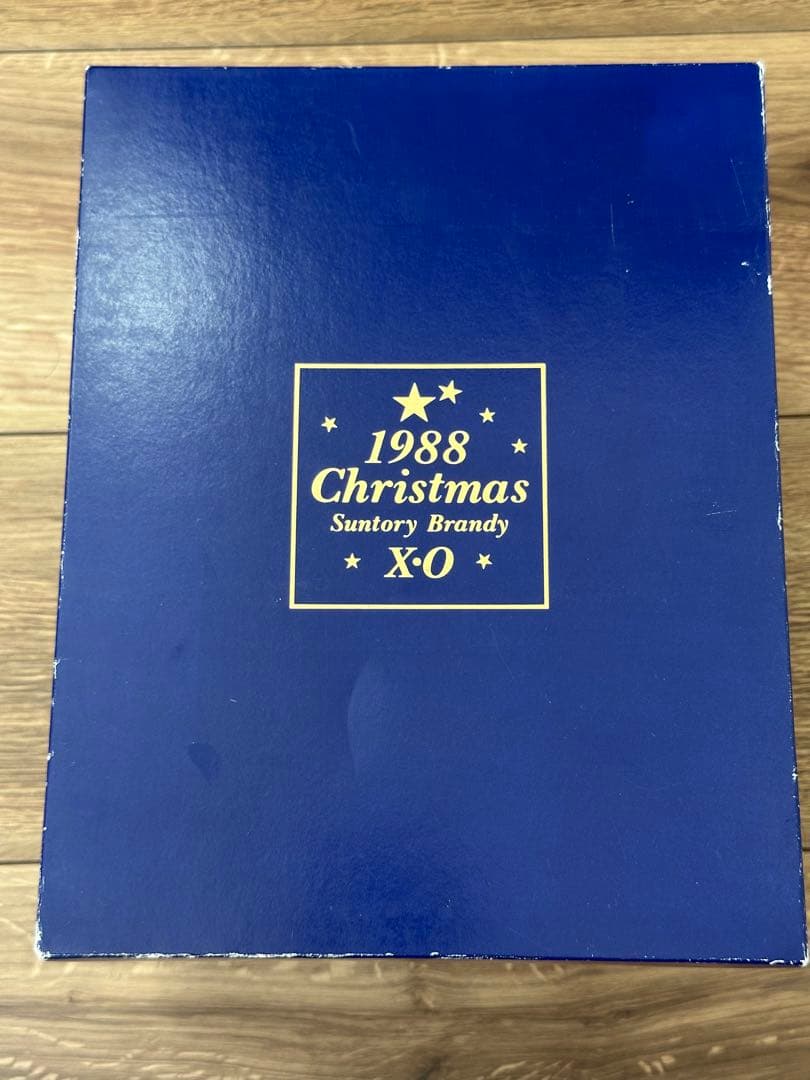 1988
Christmas
Suntory Brandy
X•O